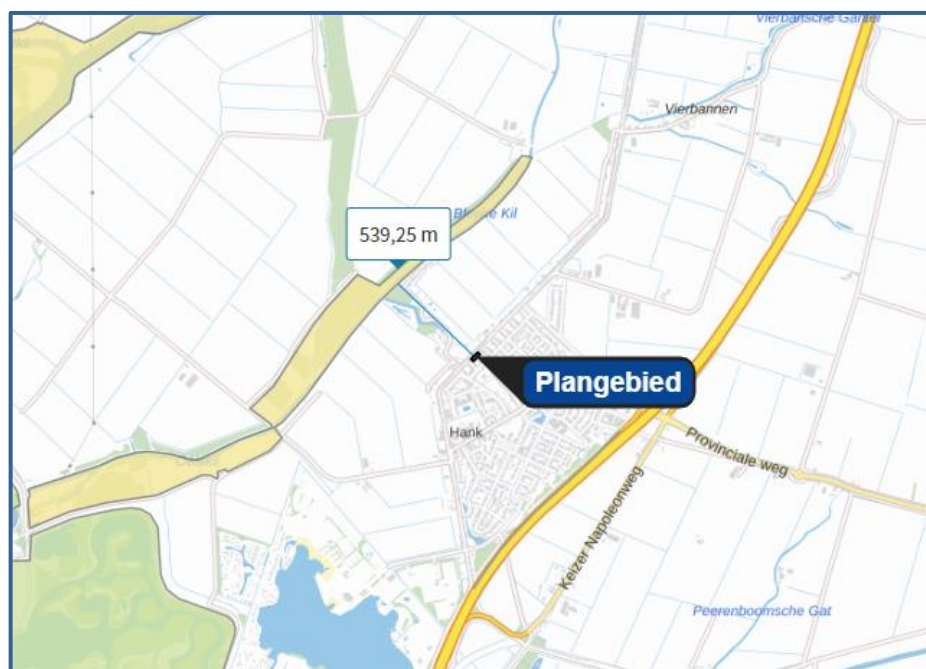 Vierbansche Gantel
Vierbannen
539,25 m
Kil
Plangebied
Hank
Provinciale weg
Keizer Napoleonweg
Peerenboomsche Gat